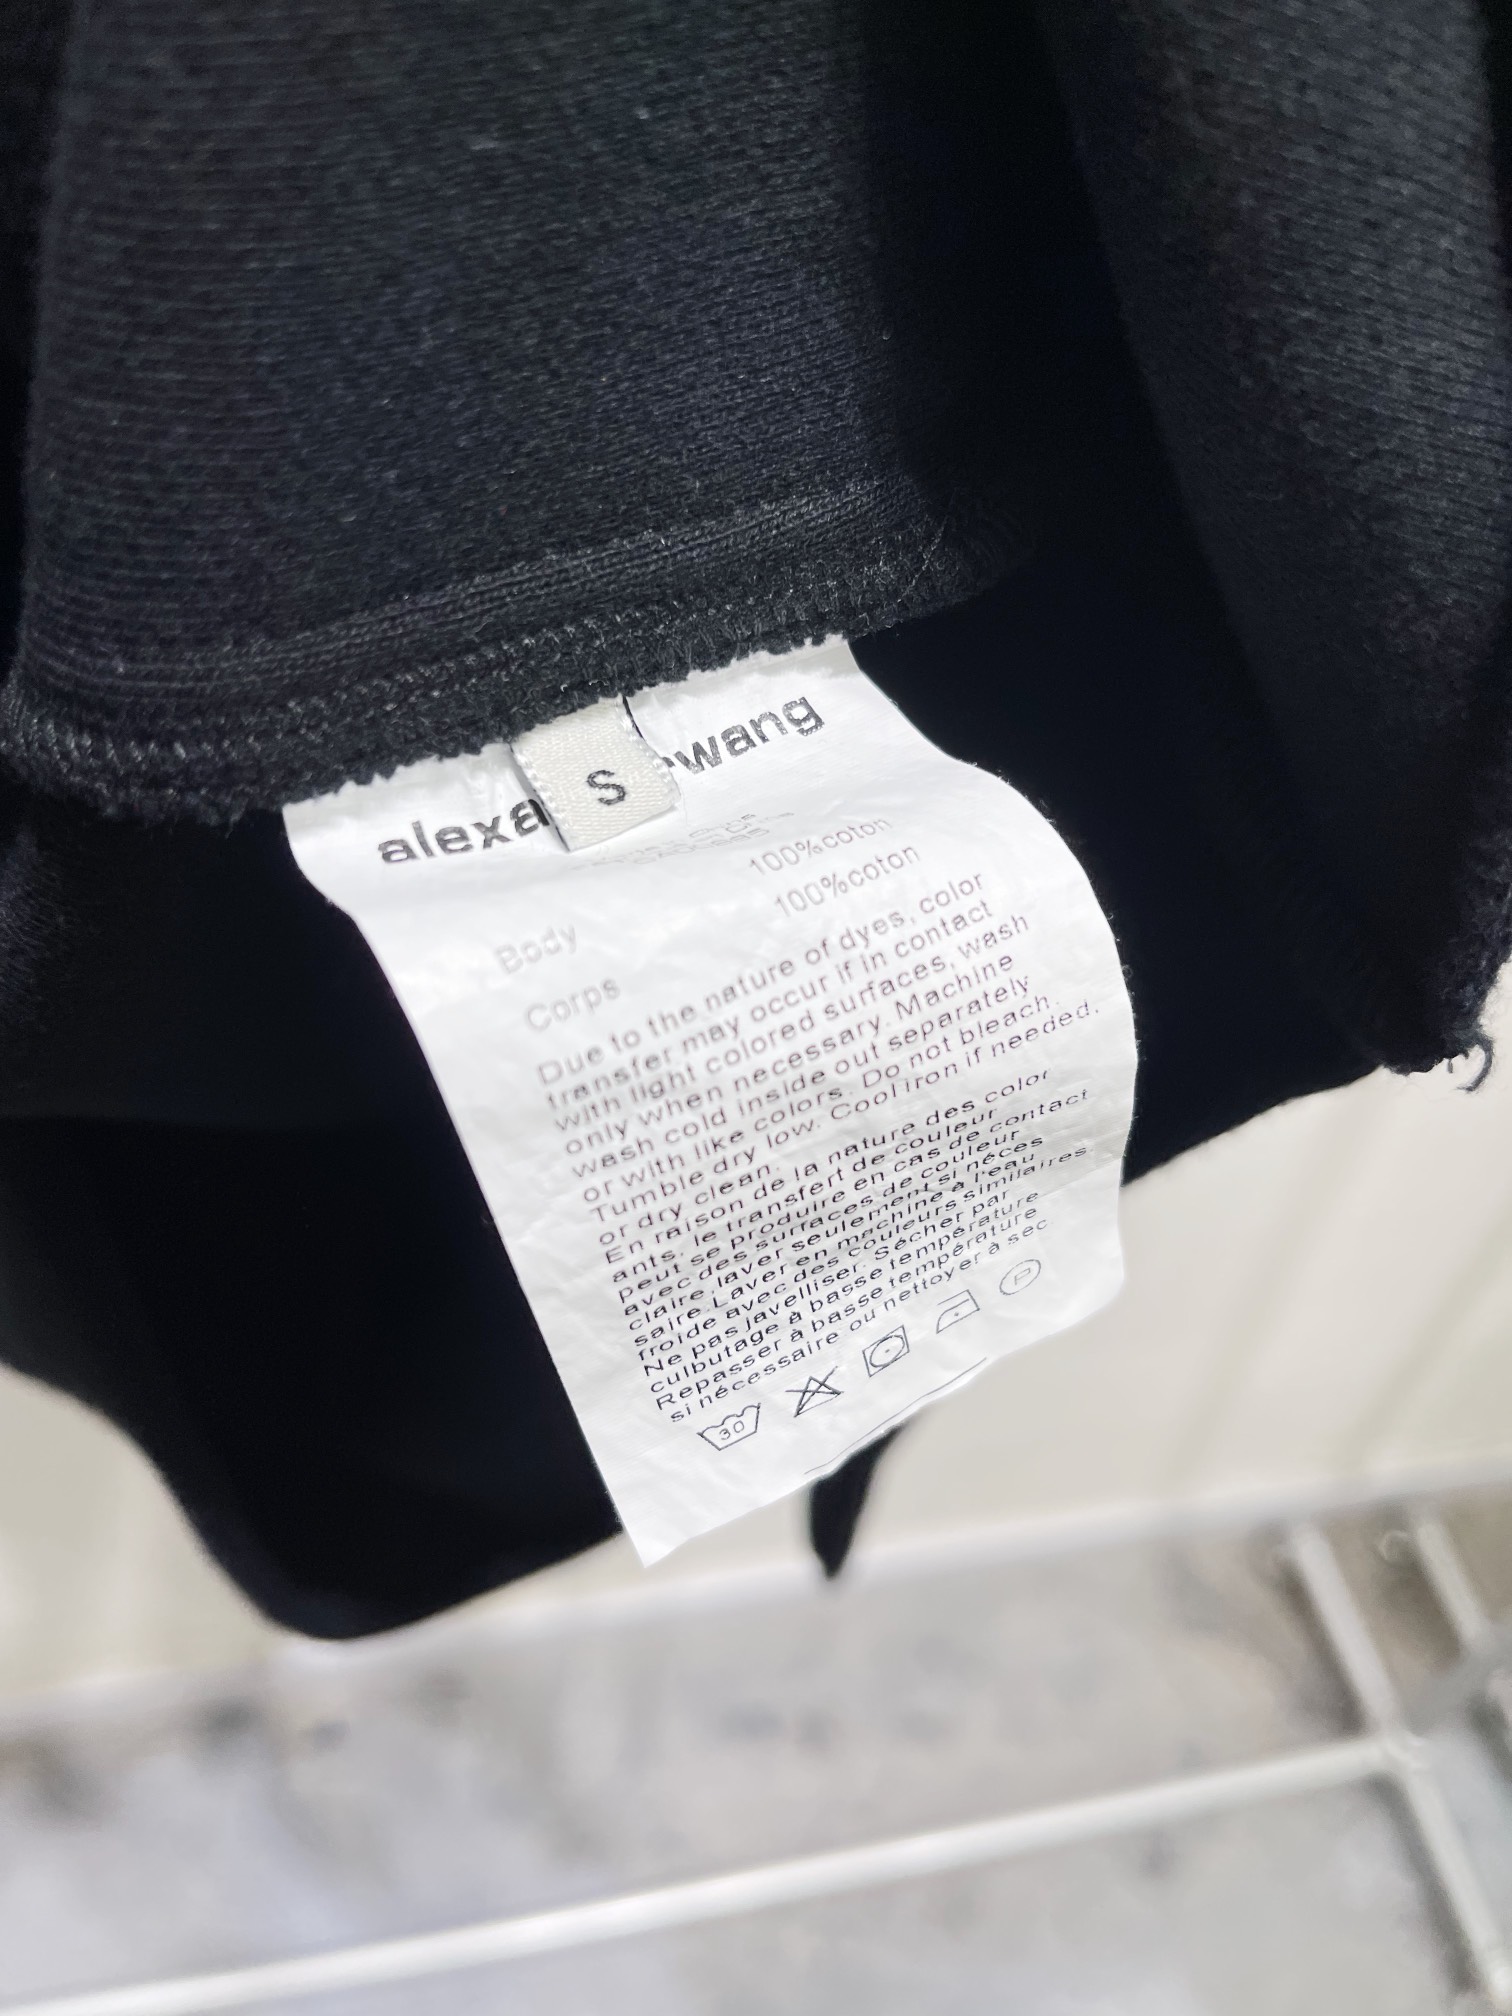 alexa
S
wang
100%coton
Body
100%coton
Corps
Due to the nature of dyes, color
transfer may occur if in contact
with light colored surfaces, wash
only when necessary. Machine
wash cold inside out separately
or with like colors. Do not bleach.
Tumble dry low. Cool iron if needed.
or dry clean.
En raison de la nature des color
ants, le transfert de couleur
peut se produire en cas de contact
avec des surfaces de couleur
claire, laver seulement si néces
saire. Laver en machine à l'eau
froide avec des couleurs similaires.
Ne pas javelliser. Sécher par
culbutage à basse température
Repasser à basse température
si nécessaire ou nettoyer à sec
30
P